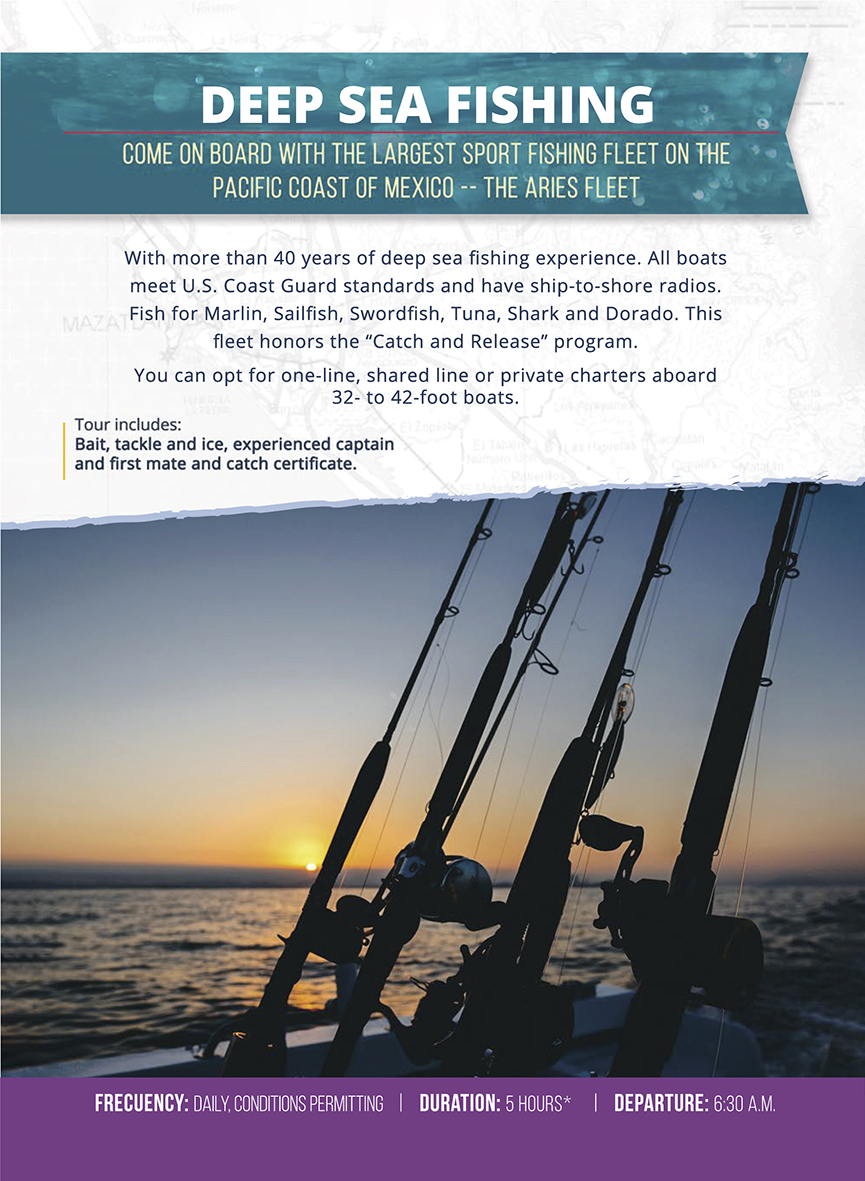 DEEP SEA FISHING
COME ON BOARD WITH THE LARGEST SPORT FISHING FLEET ON THE
PACIFIC COAST OF MEXICO -- THE ARIES FLEET
With more than 40 years of deep sea fishing experience. All boats
meet U.S. Coast Guard standards and have ship-to-shore radios.
Fish for Marlin, Sailfish, Swordfish, Tuna, Shark and Dorado. This
fleet honors the “Catch and Release” program.
MAZATLAN
You can opt for one-line, shared line or private charters aboard
32- to 42-foot boats.
Tour includes:
Bait, tackle and ice, experienced captain
and first mate and catch certificate.
FRECUENCY: DAILY, CONDITIONS PERMITTING | DURATION: 5 HOURS* | DEPARTURE: 6:30 A.M.